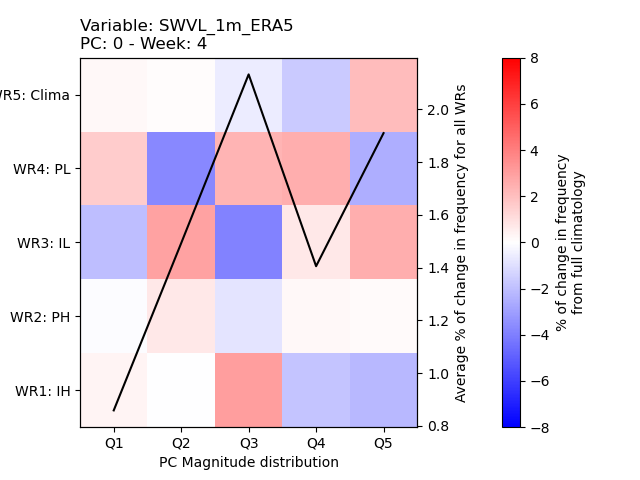 Variable: SWVL_1m_ERA5
PC: 0 - Week: 4
WR5: Clima
WR4: PL
WR3: IL
WR2: PH
WR1: IH
Q1 Q2 Q3 Q4 Q5
PC Magnitude distribution
2.0
1.8
1.6
1.4
1.2
1.0
0.8
Average % of change in frequency for all WRs
8
6
4
2
0
−2
−4
−6
−8
% of change in frequency
from full climatology